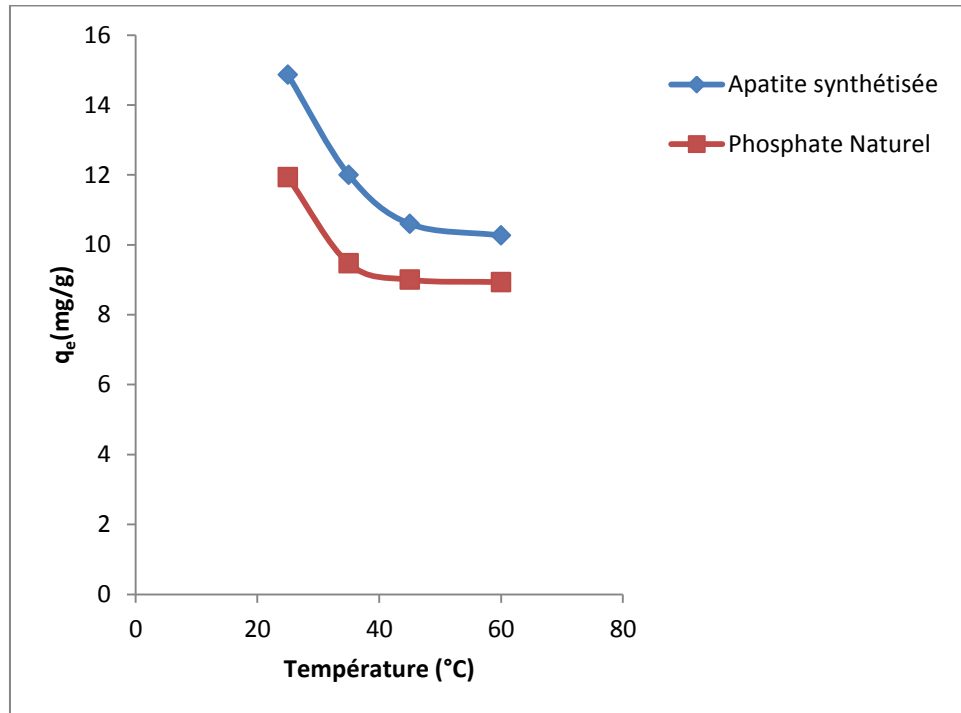 16
14
12
10
8
6
4
2
0
q_e(mg/g)
0 20 40 60 80
Température (°C)
Apatite synthétisée
Phosphate Naturel